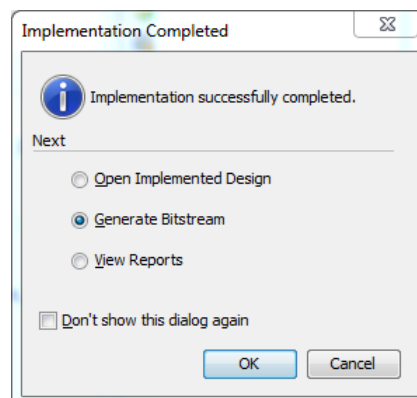 Implementation Completed
Implementation successfully completed.
Next
Open Implemented Design
Generate Bitstream
View Reports
Don't show this dialog again
OK Cancel